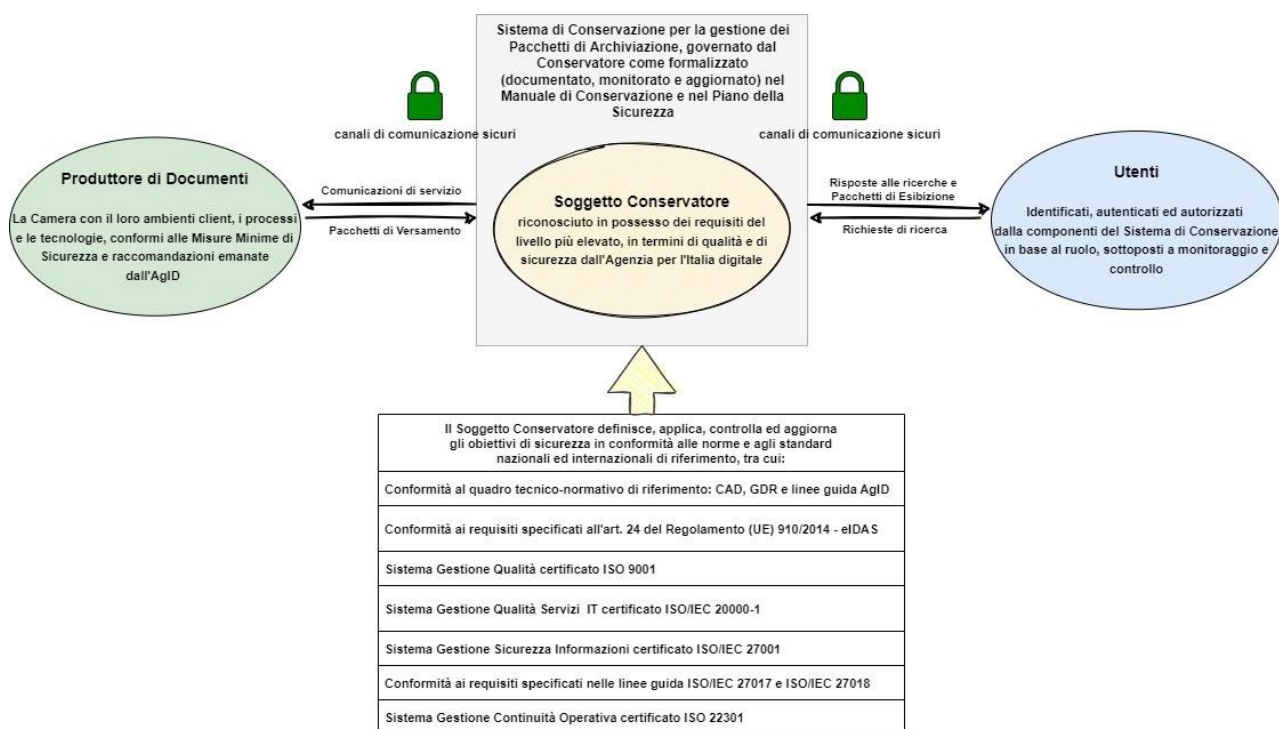 Sistema di Conservazione per la gestione dei
Pacchetti di Archiviazione, governato dal
Conservatore come formalizzato
(documentato, monitorato e aggiornato) nel
Manuale di Conservazione e nel Piano della
Sicurezza
canali di comunicazione sicuri
canali di comunicazione sicuri
Produttore di Documenti
La Camera con il loro ambienti client, i processi
e le tecnologie, conformi alle Misure Minime di
Sicurezza e raccomandazioni emanate
dall'AgID
Comunicazioni di servizio
Pacchetti di Versamento
Soggetto Conservatore
riconosciuto in possesso dei requisiti del
livello più elevato, in termini di qualità e di
sicurezza dall'Agenzia per l'Italia digitale
Risposte alle ricerche e
Pacchetti di Esibizione
Richieste di ricerca
Utenti
Identificati, autenticati ed autorizzati
dalla componenti del Sistema di Conservazione
in base al ruolo, sottoposti a monitoraggio e
controllo
Il Soggetto Conservatore definisce, applica, controlla ed aggiorna
gli obiettivi di sicurezza in conformità alle norme e agli standard
nazionali ed internazionali di riferimento, tra cui:
Conformità al quadro tecnico-normativo di riferimento: CAD, GDR e linee guida AgID
Conformità ai requisiti specificati all'art. 24 del Regolamento (UE) 910/2014 - eIDAS
Sistema Gestione Qualità certificato ISO 9001
Sistema Gestione Qualità Servizi IT certificato ISO/IEC 20000-1
Sistema Gestione Sicurezza Informazioni certificato ISO/IEC 27001
Conformità ai requisiti specificati nelle linee guida ISO/IEC 27017 e ISO/IEC 27018
Sistema Gestione Continuità Operativa certificato ISO 22301